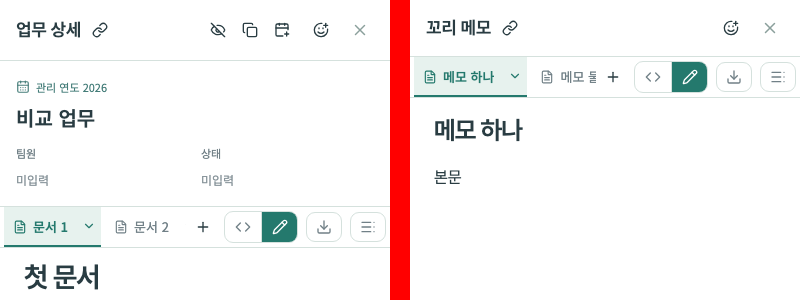 업무 상세
관리 연도 2026
비교 업무
팀원
상태
미입력
미입력
문서 1
문서 2
첫 문서
꼬리 메모
메모 하나
메모
메모 하나
본문